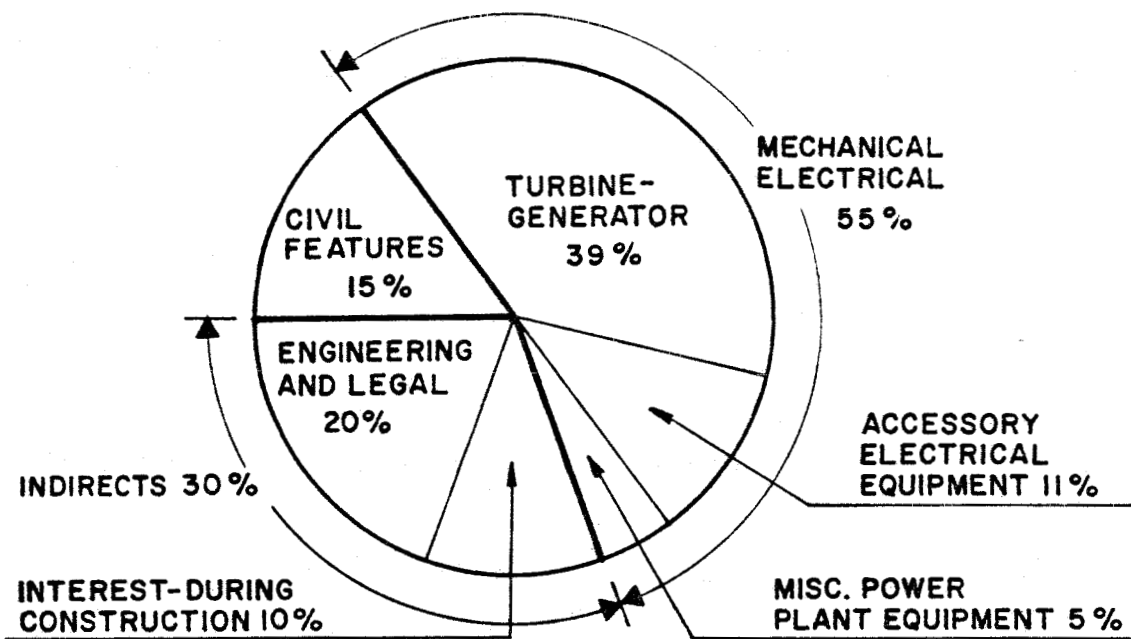 MECHANICAL
ELECTRICAL
55%
TURBINE-
GENERATOR
39%
CIVIL
FEATURES
15%
ENGINEERING
AND LEGAL
20%
ACCESSORY
ELECTRICAL
EQUIPMENT 11%
INDIRECTS 30%
INTEREST-DURING
CONSTRUCTION 10%
MISC. POWER
PLANT EQUIPMENT 5%